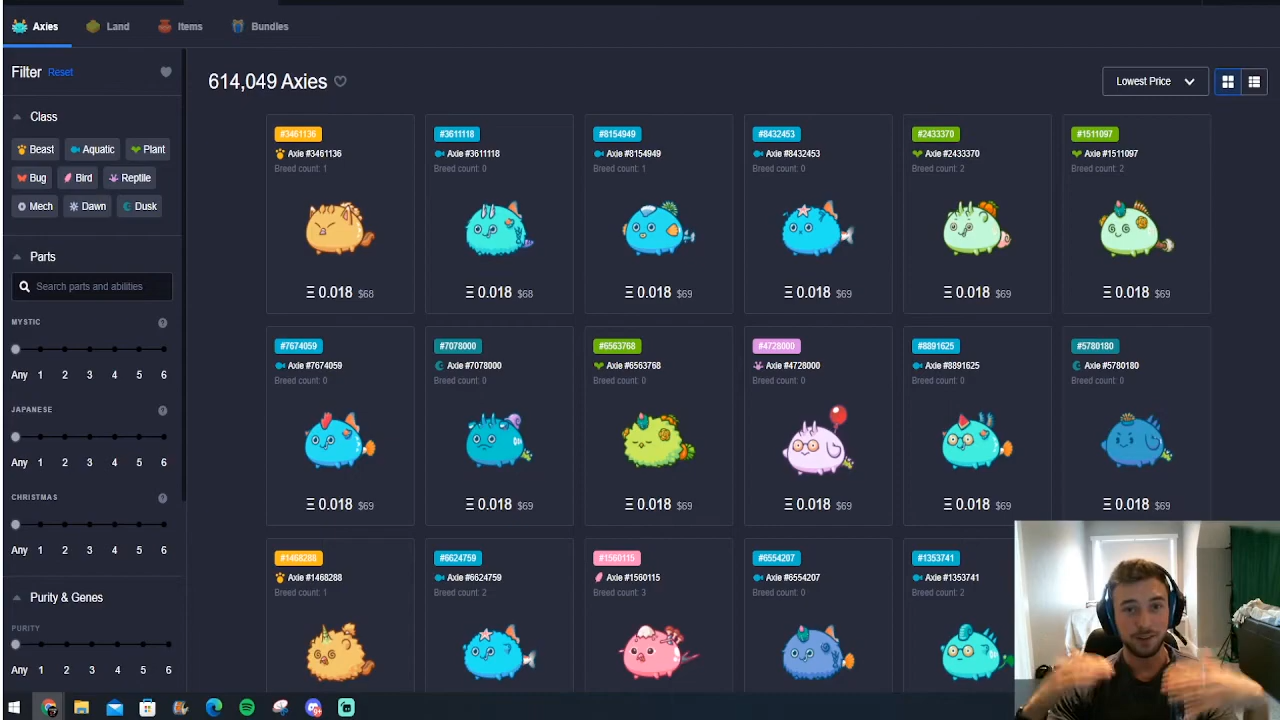 Axies
Land
Items
Bundles
Filter
Reset
614,049 Axies
Lowest Price
Class
Beast
Aquatic
Plant
Bug
Bird
Reptile
Mech
Dawn
Dusk
Parts
Search parts and abilities
MYSTIC
Any 1 2 3 4 5 6
JAPANESE
Any 1 2 3 4 5 6
CHRISTMAS
Any 1 2 3 4 5 6
Purity & Genes
PURITY
Any 1 2 3 4 5 6
#3461136
Axie #3461136
Breed count: 1
Ξ 0.018 $68
#3611118
Axie #3611118
Breed count: 0
Ξ 0.018 $68
#8154949
Axie #8154949
Breed count: 1
Ξ 0.018 $69
#8432453
Axie #8432453
Breed count: 0
Ξ 0.018 $69
#2433370
Axie #2433370
Breed count: 2
Ξ 0.018 $69
#1511097
Axie #1511097
Breed count: 2
Ξ 0.018 $69
#7674059
Axie #7674059
Breed count: 0
Ξ 0.018 $69
#7078000
Axie #7078000
Breed count: 0
Ξ 0.018 $69
#6563768
Axie #6563768
Breed count: 0
Ξ 0.018 $69
#4728000
Axie #4728000
Breed count: 0
Ξ 0.018 $69
#8891625
Axie #8891625
Breed count: 0
Ξ 0.018 $69
#5780180
Axie #5780180
Breed count: 0
Ξ 0.018 $69
#1468288
Axie #1468288
Breed count: 1
#6624759
Axie #6624759
Breed count: 2
#1560115
Axie #1560115
Breed count: 3
#6554207
Axie #6554207
Breed count: 0
#1353741
Axie #1353741
Breed count: 2